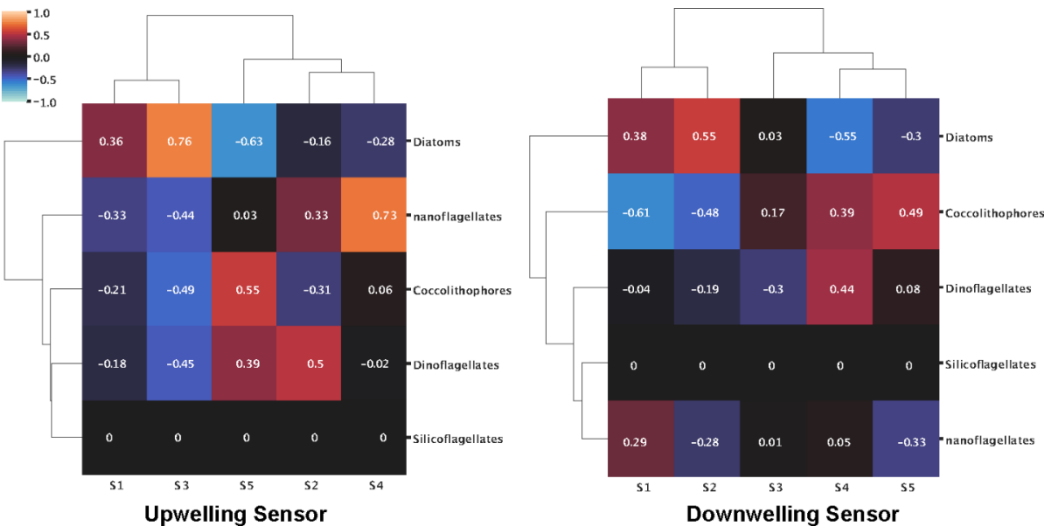 1.0
0.5
0.0
−0.5
−1.0
0.36 0.76 −0.63 −0.16 −0.28 Diatoms
−0.33 −0.44 0.03 0.33 0.73 nanoflagellates
−0.21 −0.49 0.55 −0.31 0.06 Coccolithophores
−0.18 −0.45 0.39 0.5 −0.02 Dinoflagellates
0 0 0 0 0 Silicoflagellates
S1 S3 S5 S2 S4
Upwelling Sensor
0.38 0.55 0.03 −0.55 −0.3 Diatoms
−0.61 −0.48 0.17 0.39 0.49 Coccolithophores
−0.04 −0.19 −0.3 0.44 0.08 Dinoflagellates
0 0 0 0 0 Silicoflagellates
0.29 −0.28 0.01 0.05 −0.33 nanoflagellates
S1 S2 S3 S4 S5
Downwelling Sensor